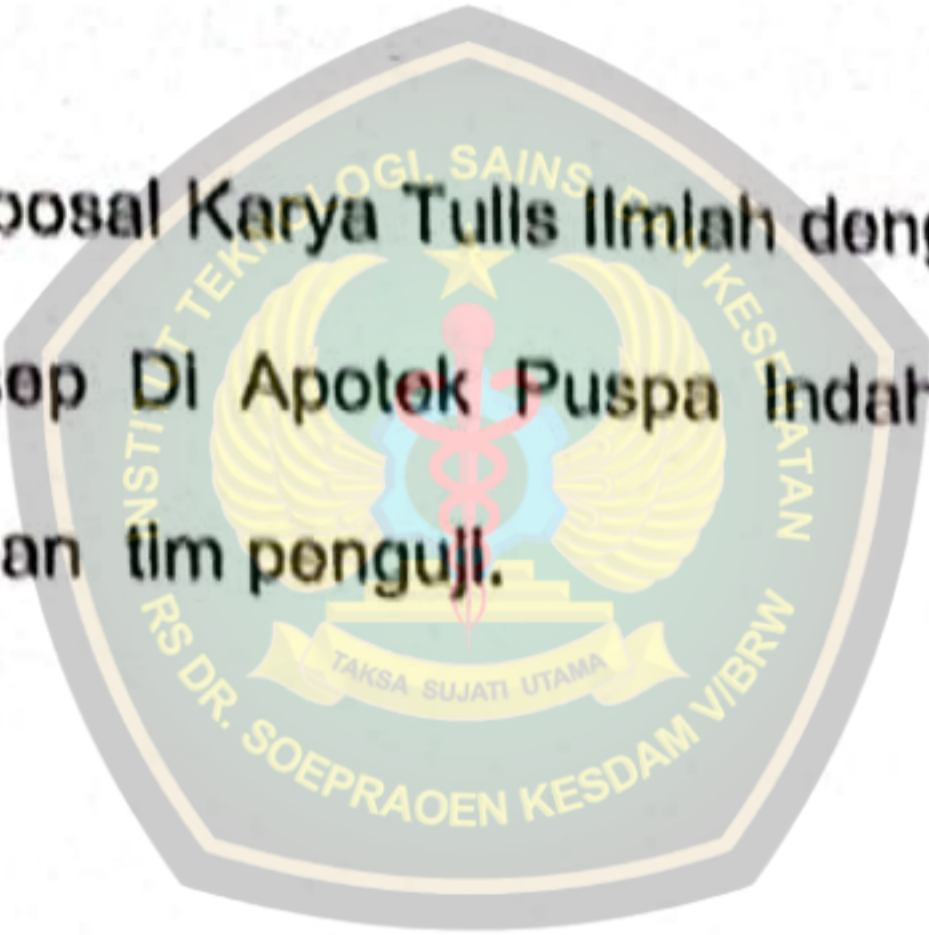 posal Karya Tulis Ilmiah deng
sep Di Apotek Puspa Indah
an tim penguji.
INSTITUT TEKNOLOGI, SAINS, DAN KESEHATAN
TAKSA SUJATI UTAMA
RS DR. SOEPRAOEN KESDAM V/BRW